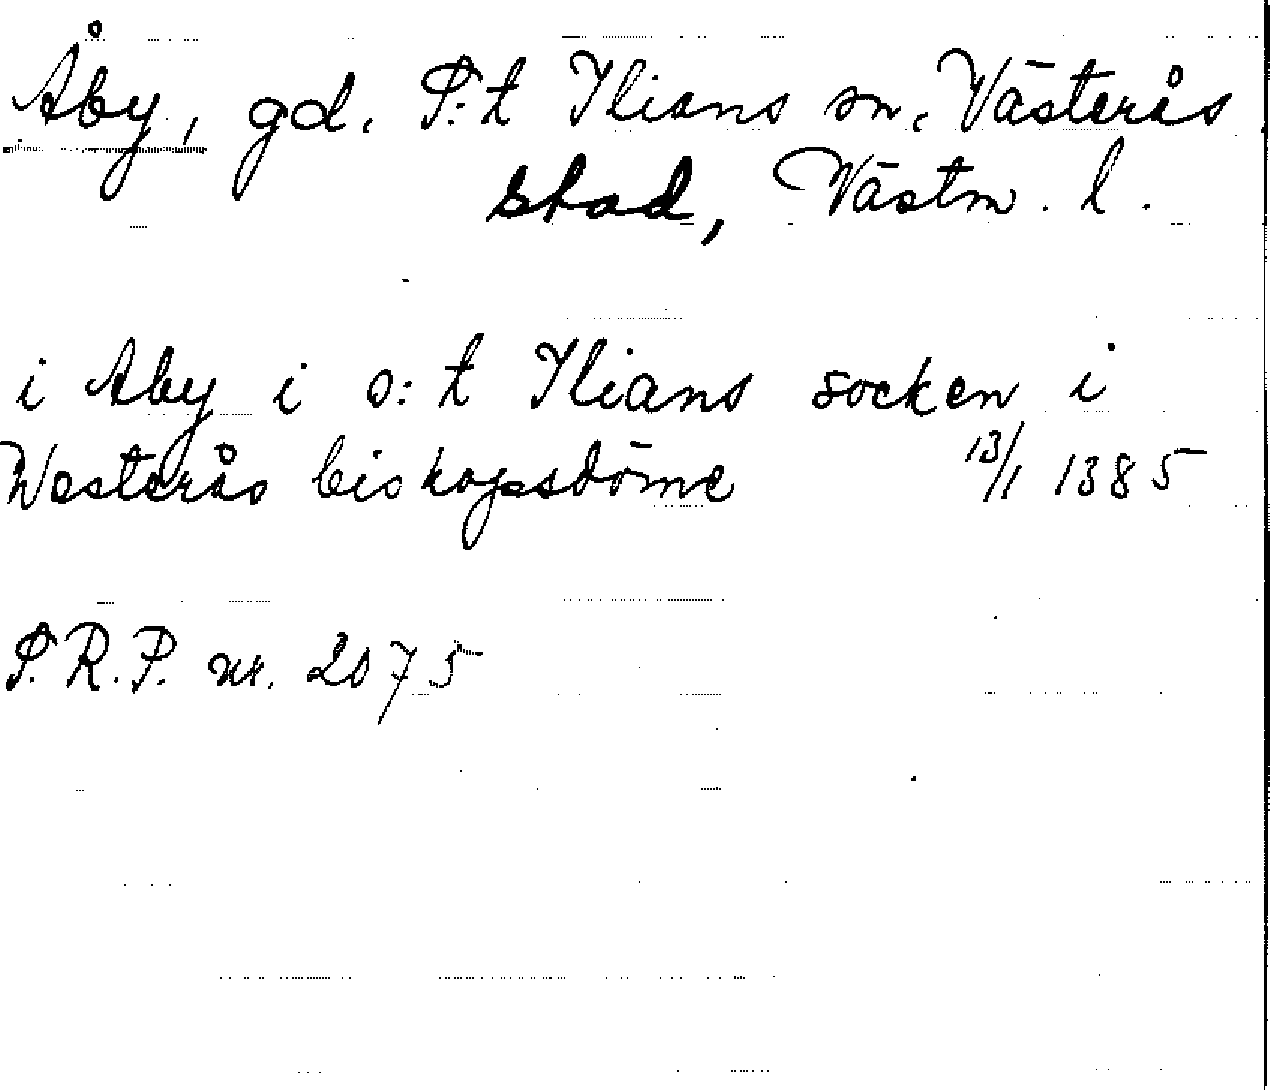 Åby, gd. S:t Ilians sn, Västerås
stad, Västm. l.
i Aby i s:t Ilians socken i
Westerås biskopsdöme 13/1 1385
S.R.P. nr. 2075